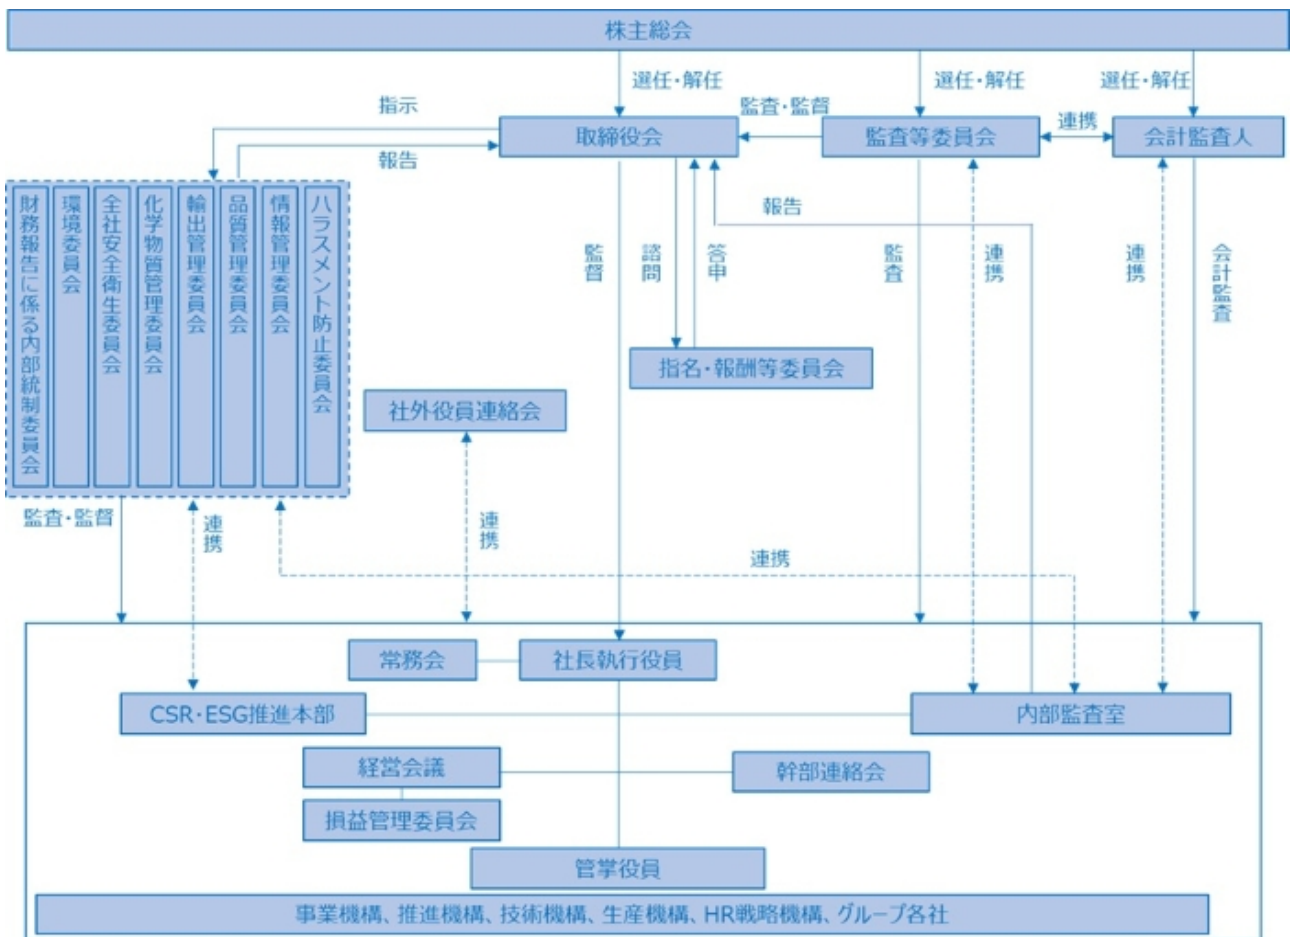 株主総会
選任・解任
選任・解任
選任・解任
指示
監査・監督
連携
取締役会
監査等委員会
会計監査人
報告
財務報告に係る内部統制委員会
環境委員会
全社安全衛生委員会
化学物質管理委員会
輸出管理委員会
品質管理委員会
情報管理委員会
ハラスメント防止委員会
報告
監督
諮問
答申
監査
連携
連携
会計監査
指名・報酬等委員会
社外役員連絡会
監査・監督
連携
連携
連携
常務会
社長執行役員
CSR・ESG推進本部
内部監査室
経営会議
幹部連絡会
損益管理委員会
管掌役員
事業機構、推進機構、技術機構、生産機構、HR戦略機構、グループ各社